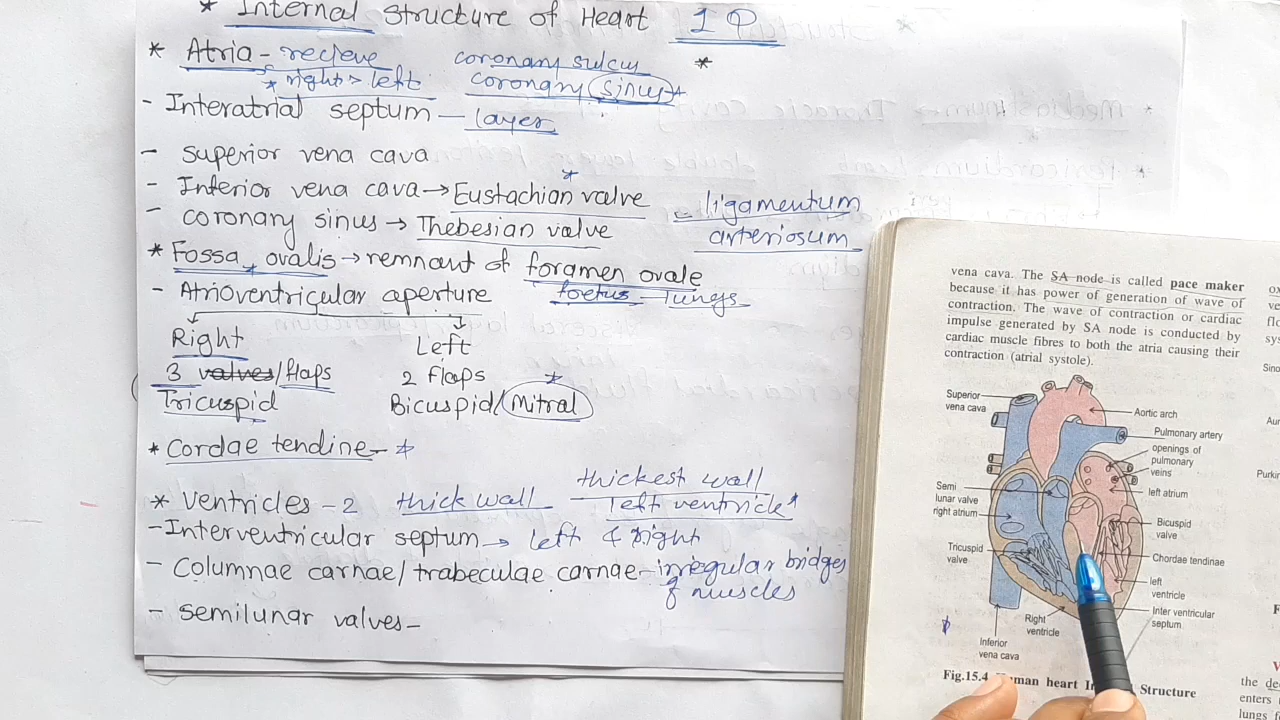 * Internal structure of Heart 1 Q
* Atria - recieve
* right > left
coronary sulcus
coronary sinus *
*
- Interatrial septum - layer
- superior vena cava
- Inferior vena cava → Eustachian valve *
- coronary sinus → Thebesian valve
- ligamentum
arteriosum
* Fossa ovalis → remnant of foramen ovale
foetus - lungs
- Atrioventricular aperture
Right Left
3 valves/flaps 2 flaps
Tricuspid Bicuspid/Mitral *
* Cordae tendine - *
* Ventricles - 2 thick wall thickest wall
left ventricle *
- Interventricular septum → left & right
- Columnae carnae/trabeculae carnae - irregular bridges
of muscles
- semilunar valves -
vena cava. The SA node is called pace maker
because it has power of generation of wave of
contraction. The wave of contraction or cardiac
impulse generated by SA node is conducted by
cardiac muscle fibres to both the atria causing their
contraction (atrial systole).
Superior
vena cava
Aortic arch
Pulmonary artery
openings of
pulmonary
veins
Semi
lunar valve
left atrium
right atrium
Bicuspid
valve
Tricuspid
valve
Chordae tendinae
left
ventricle
Inter ventricular
septum
Right
ventricle
Inferior
vena cava
Fig.15.4 Structure
the
enters
lungs